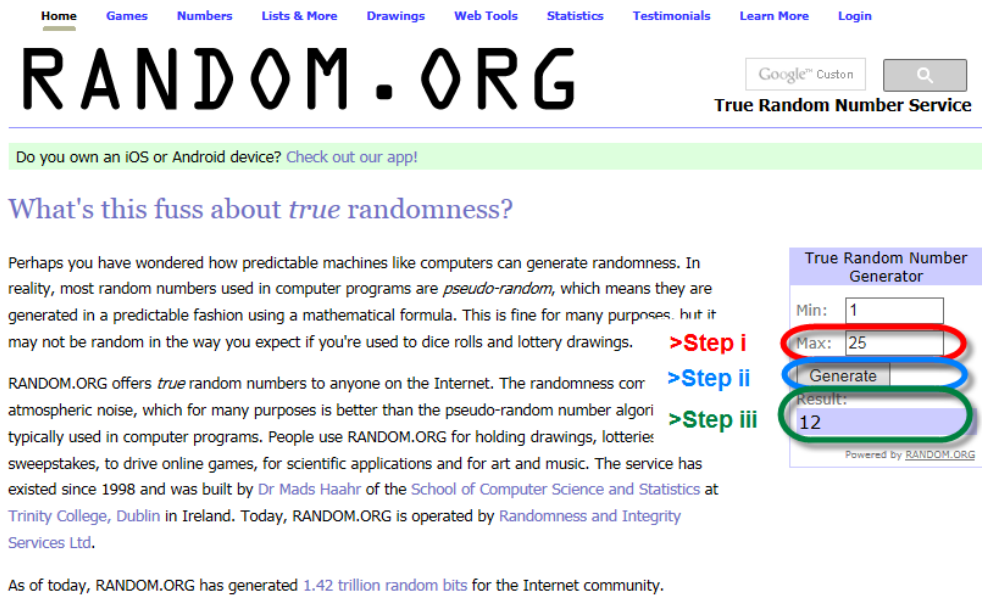 Home Games Numbers Lists & More Drawings Web Tools Statistics Testimonials Learn More Login
RANDOM.ORG
Google™ Custon
True Random Number Service
Do you own an iOS or Android device? Check out our app!
What's this fuss about true randomness?
Perhaps you have wondered how predictable machines like computers can generate randomness. In
reality, most random numbers used in computer programs are pseudo-random, which means they are
generated in a predictable fashion using a mathematical formula. This is fine for many purposes, but it
may not be random in the way you expect if you're used to dice rolls and lottery drawings.
RANDOM.ORG offers true random numbers to anyone on the Internet. The randomness com
atmospheric noise, which for many purposes is better than the pseudo-random number algori
typically used in computer programs. People use RANDOM.ORG for holding drawings, lotteries
sweepstakes, to drive online games, for scientific applications and for art and music. The service has
existed since 1998 and was built by Dr Mads Haahr of the School of Computer Science and Statistics at
Trinity College, Dublin in Ireland. Today, RANDOM.ORG is operated by Randomness and Integrity
Services Ltd.
As of today, RANDOM.ORG has generated 1.42 trillion random bits for the Internet community.
True Random Number
Generator
Min: 1
>Step i Max: 25
>Step ii Generate
Result:
>Step iii 12
Powered by RANDOM.ORG